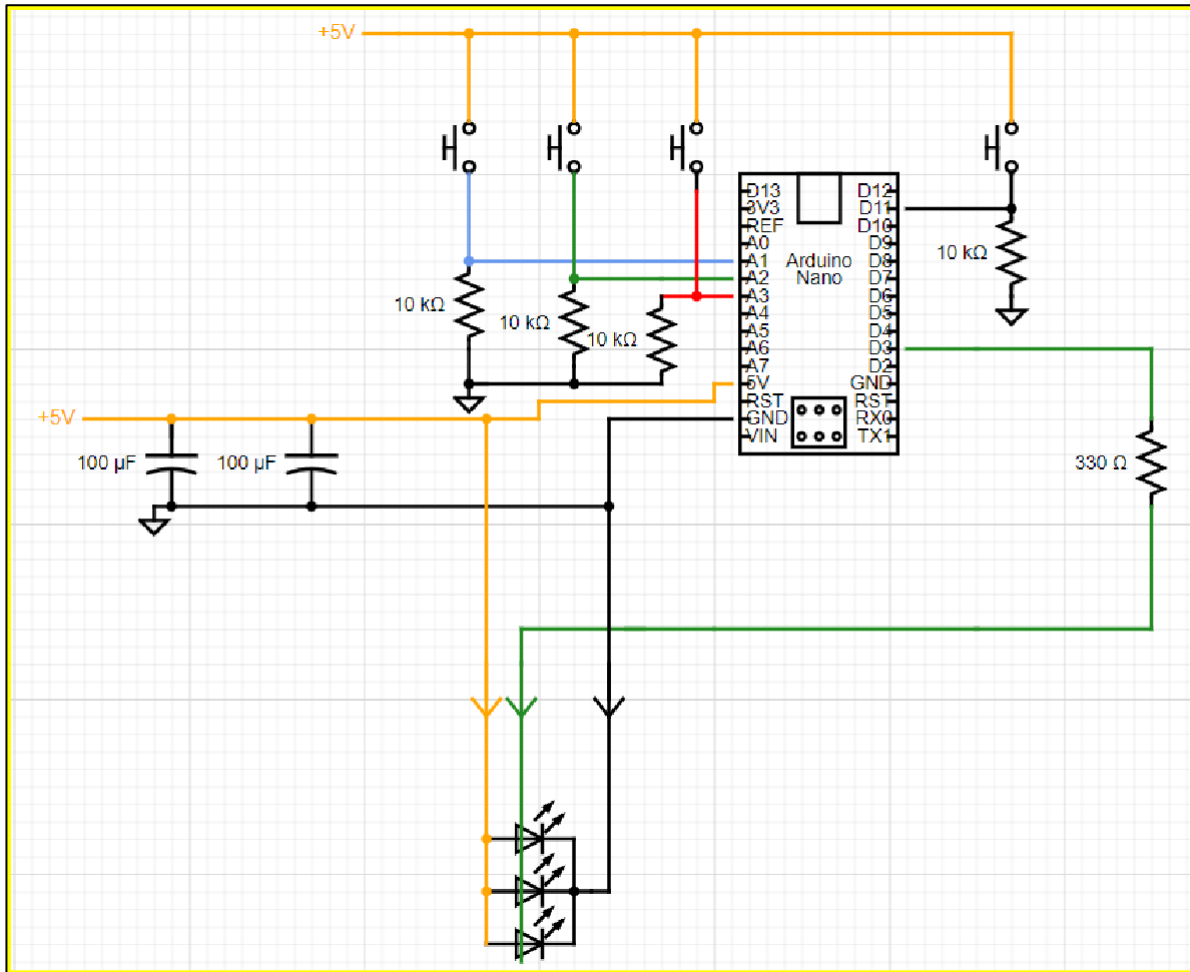 +5V
D13
3V3
REF
A0
A1
A2
A3
A4
A5
A6
A7
5V
RST
GND
VIN
Arduino
Nano
D12
D11
D10
D9
D8
D7
D6
D5
D4
D3
D2
GND
RST
RX0
TX1
10 kΩ
10 kΩ
10 kΩ
10 kΩ
+5V
100 µF
100 µF
330 Ω